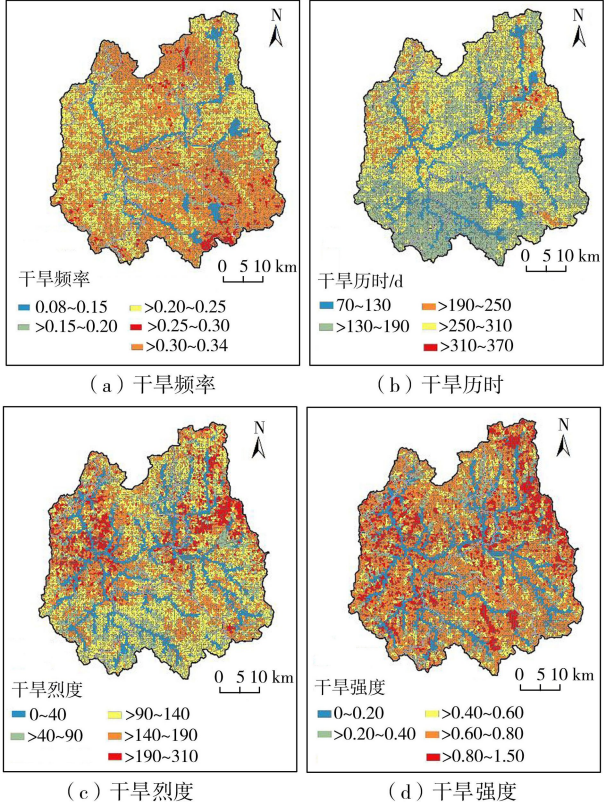 N
0 5 10 km
干旱频率
0.08~0.15 >0.20~0.25
>0.15~0.20 >0.25~0.30
>0.30~0.34
(a) 干旱频率
N
0 5 10 km
干旱历时/d
70~130 >190~250
>130~190 >250~310
>310~370
(b) 干旱历时
N
0 5 10 km
干旱烈度
0~40 >90~140
>40~90 >140~190
>190~310
(c) 干旱烈度
N
0 5 10 km
干旱强度
0~0.20 >0.40~0.60
>0.20~0.40 >0.60~0.80
>0.80~1.50
(d) 干旱强度